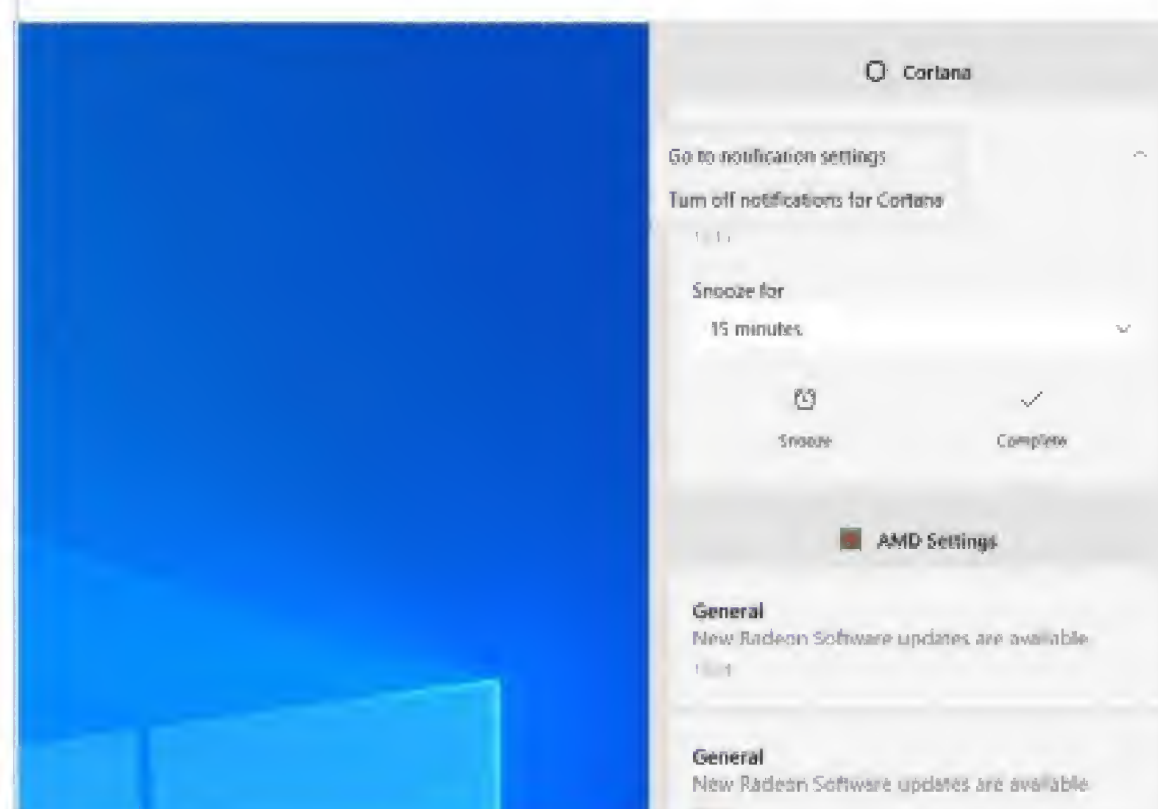 Cortana
Go to notification settings
Turn off notifications for Cortana
Snooze for
15 minutes
Snooze
Complete
AMD Settings
General
New Radeon Software updates are available
General
New Radeon Software updates are available